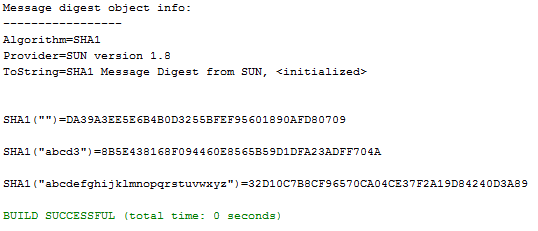 Message digest object info:
-----------------
Algorithm=SHA1
Provider=SUN version 1.8
ToString=SHA1 Message Digest from SUN, <initialized>
SHA1("")=DA39A3EE5E6B4B0D3255BFEF95601890AFD80709
SHA1("abcd3")=8B5E438168F094460E8565B59D1DFA23ADFF704A
SHA1("abcdefghijklmnopqrstuvwxyz")=32D10C7B8CF96570CA04CE37F2A19D84240D3A89
BUILD SUCCESSFUL (total time: 0 seconds)